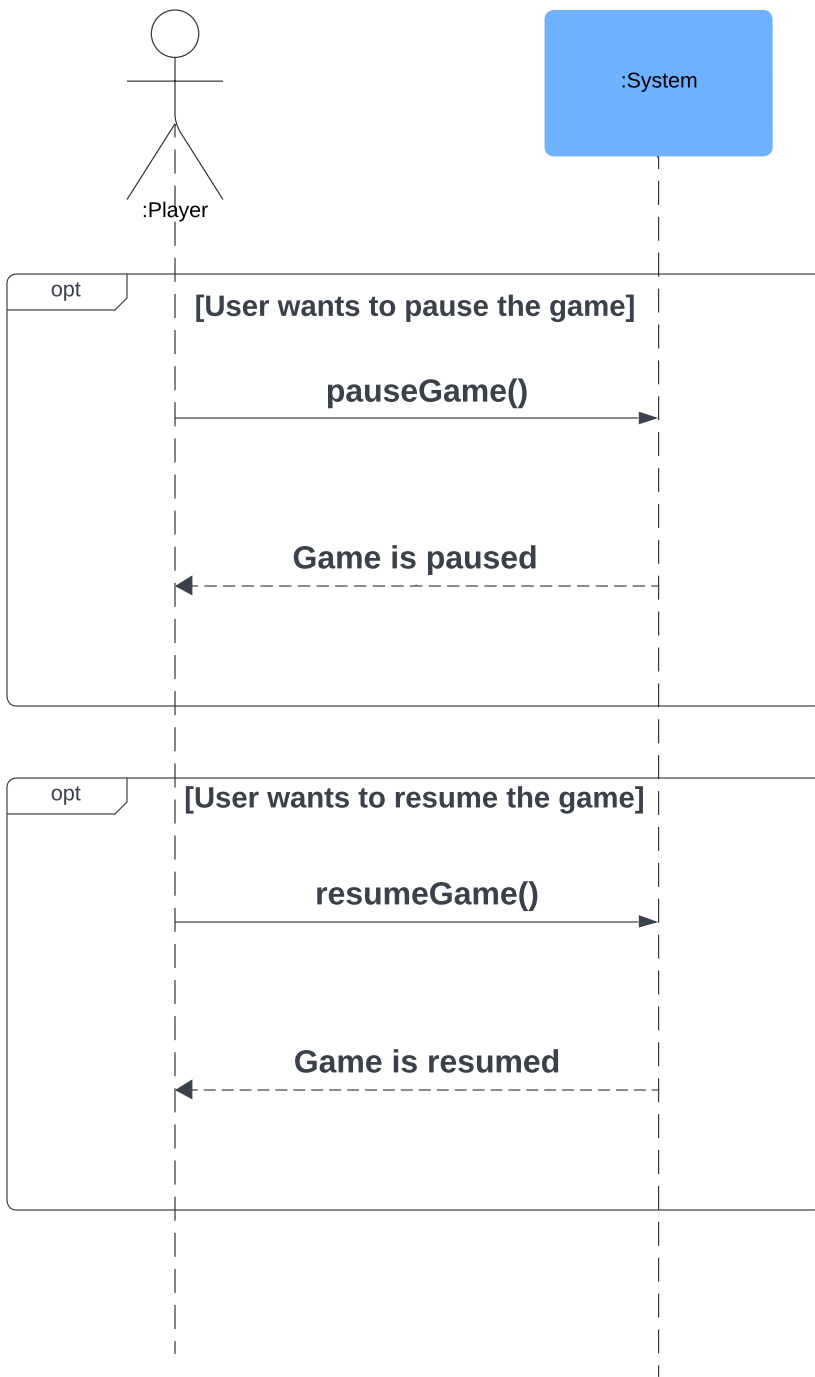 :System
:Player
opt
[User wants to pause the game]
pauseGame()
Game is paused
opt
[User wants to resume the game]
resumeGame()
Game is resumed